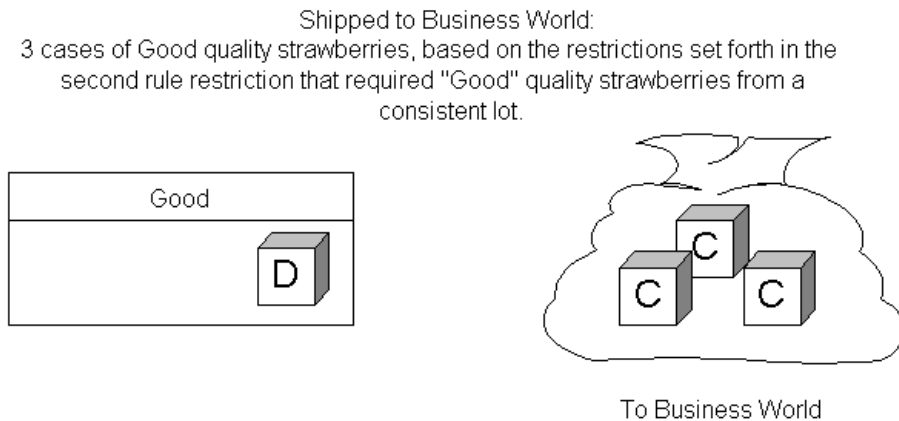 Shipped to Business World:
3 cases of Good quality strawberries, based on the restrictions set forth in the
second rule restriction that required "Good" quality strawberries from a
consistent lot.
Good
D
C
C
C
To Business World